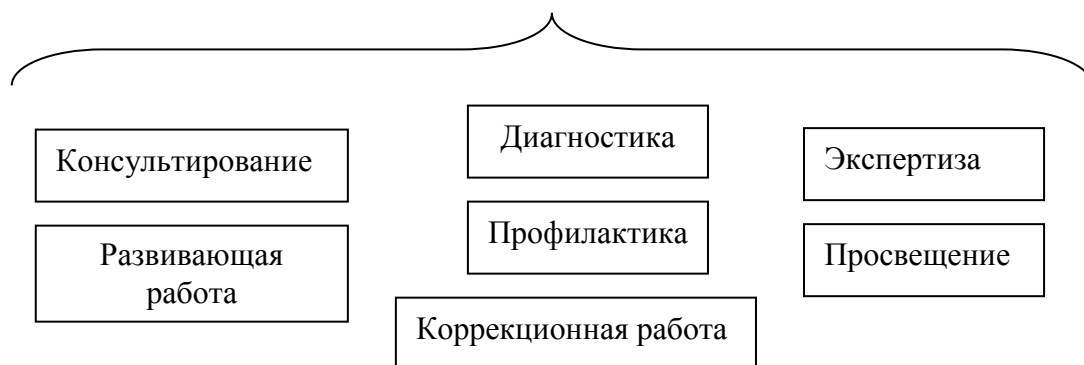 Консультирование
Развивающая
работа
Диагностика
Профилактика
Коррекционная работа
Экспертиза
Просвещение